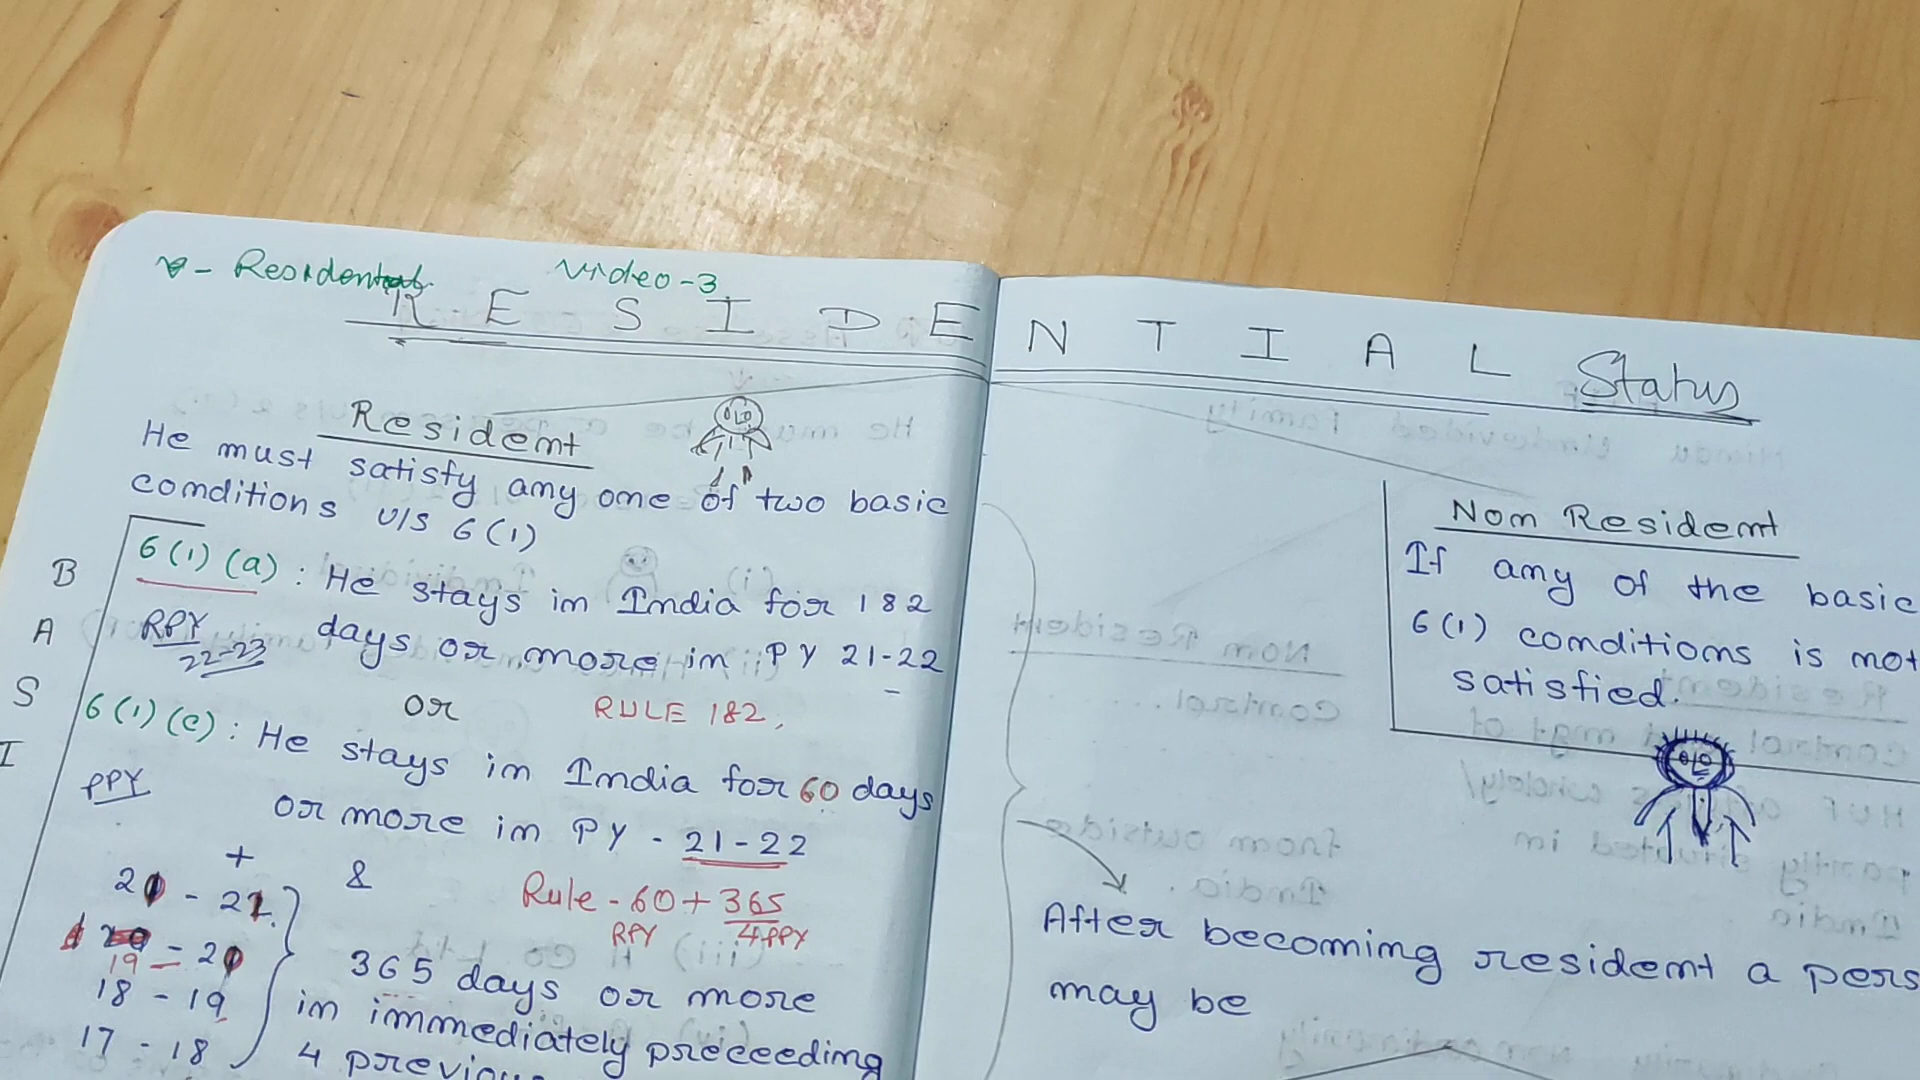 Video-3
RESIDENTIAL Status
Resident
He must satisfy any one of two basic
conditions U/S 6(1)
BASI
6(1)(a): He stays in India for 182
days or more in PY 21-22
RPY
22-23
or
RULE 182,
6(1)(c): He stays in India for 60 days
or more in PY - 21-22
PPY
+ &
Rule - 60 + 365
RPY 4PPY
20 - 21
19 - 20
18 - 19
17 - 18
365 days or more
in immediately preceeding
4 previou
Non Resident
If any of the basic
6(1) conditions is not
satisfied.
After becoming resident a pers
may be